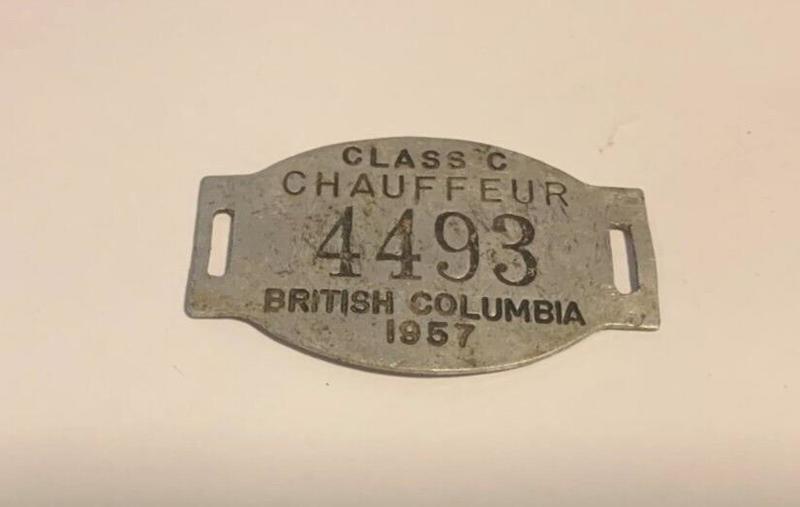 CLASS C
CHAUFFEUR
4493
BRITISH COLUMBIA
1957